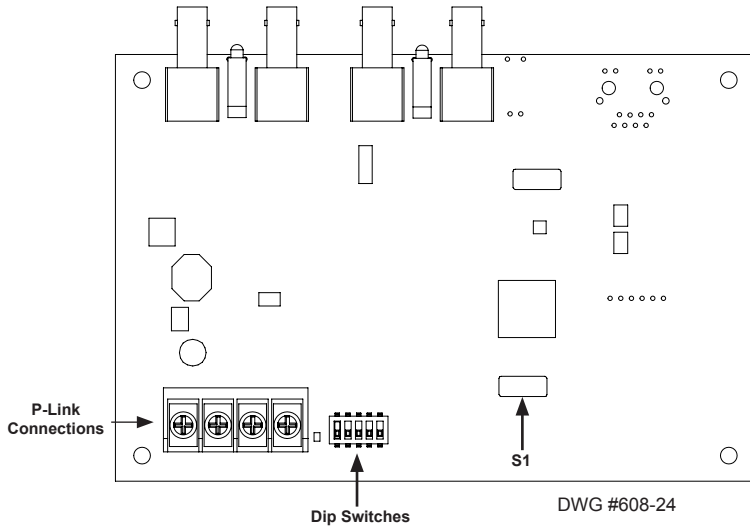 P-Link
Connections
S1
Dip Switches
DWG #608-24